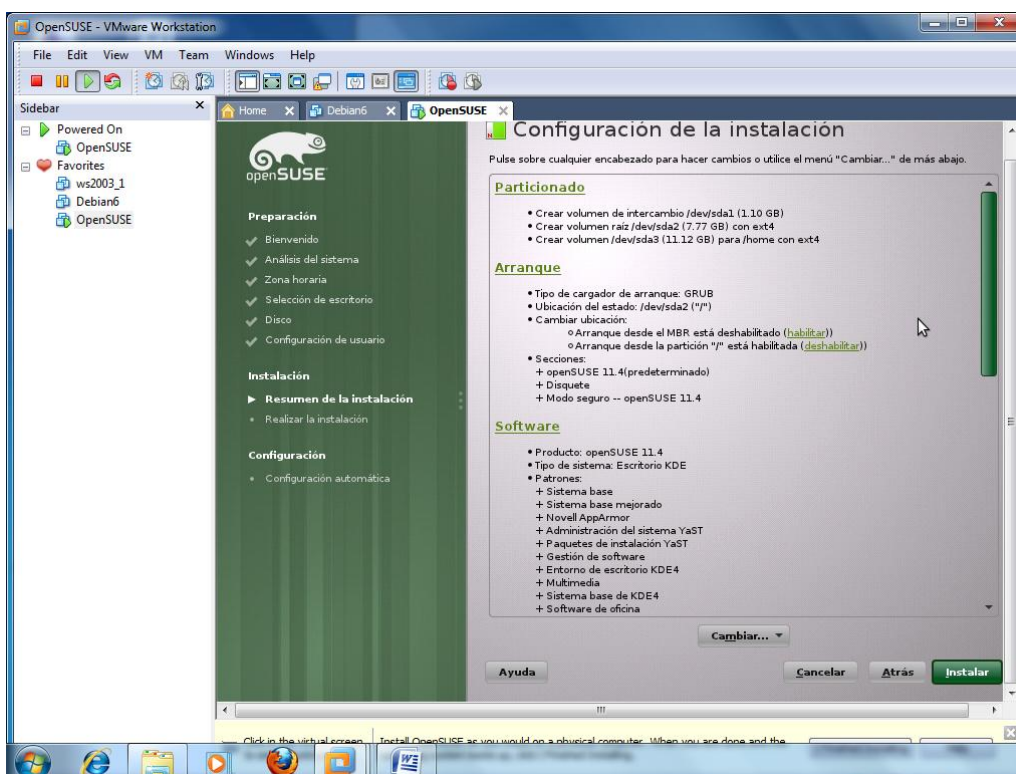 OpenSUSE - VMware Workstation
File Edit View VM Team Windows Help
Sidebar
Powered On
OpenSUSE
Favorites
ws2003_1
Debian6
OpenSUSE
Home
Debian6
OpenSUSE
openSUSE
Preparación
Bienvenido
Análisis del sistema
Zona horaria
Selección de escritorio
Disco
Configuración de usuario
Instalación
Resumen de la instalación
Realizar la instalación
Configuración
Configuración automática
Configuración de la instalación
Pulse sobre cualquier encabezado para hacer cambios o utilice el menú "Cambiar..." de más abajo.
Particionado
• Crear volumen de intercambio /dev/sda1 (1.10 GB)
• Crear volumen raíz /dev/sda2 (7.77 GB) con ext4
• Crear volumen /dev/sda3 (11.12 GB) para /home con ext4
Arranque
• Tipo de cargador de arranque: GRUB
• Ubicación del estado: /dev/sda2 ("/")
• Cambiar ubicación:
Arranque desde el MBR está deshabilitado (habilitar))
Arranque desde la partición "/" está habilitada (deshabilitar))
• Secciones:
+ openSUSE 11.4(predeterminado)
+ Disquete
+ Modo seguro -- openSUSE 11.4
Software
• Producto: openSUSE 11.4
• Tipo de sistema: Escritorio KDE
• Patrones:
+ Sistema base
+ Sistema base mejorado
+ Novell AppArmor
+ Administración del sistema YaST
+ Paquetes de instalación YaST
+ Gestión de software
+ Entorno de escritorio KDE4
+ Multimedia
+ Sistema base de KDE4
+ Software de oficina
Cambiar...
Ayuda Cancelar Atrás Instalar
Click in the virtual screen
Install OpenSUSE as you would on a physical computer. When you are done and the